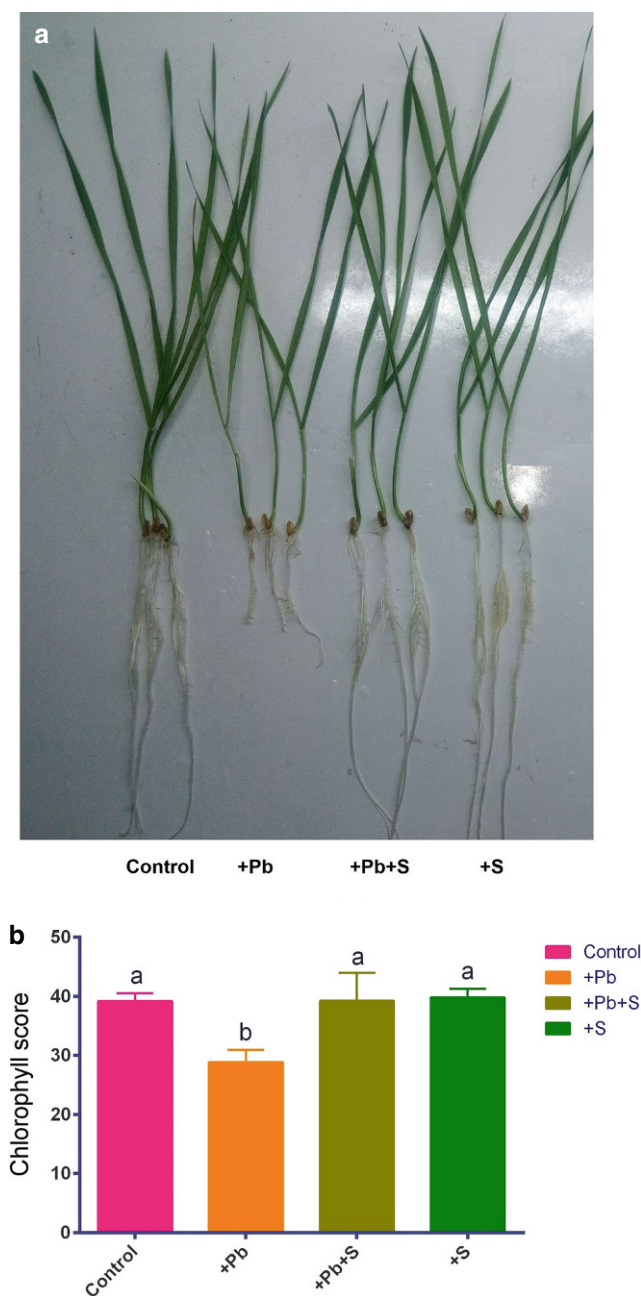 a
Control +Pb +Pb+S +S
b
50
40
30
20
10
0
Chlorophyll score
a
b
a
a
Control
+Pb
+Pb+S
+S
Control
+Pb
+Pb+S
+S